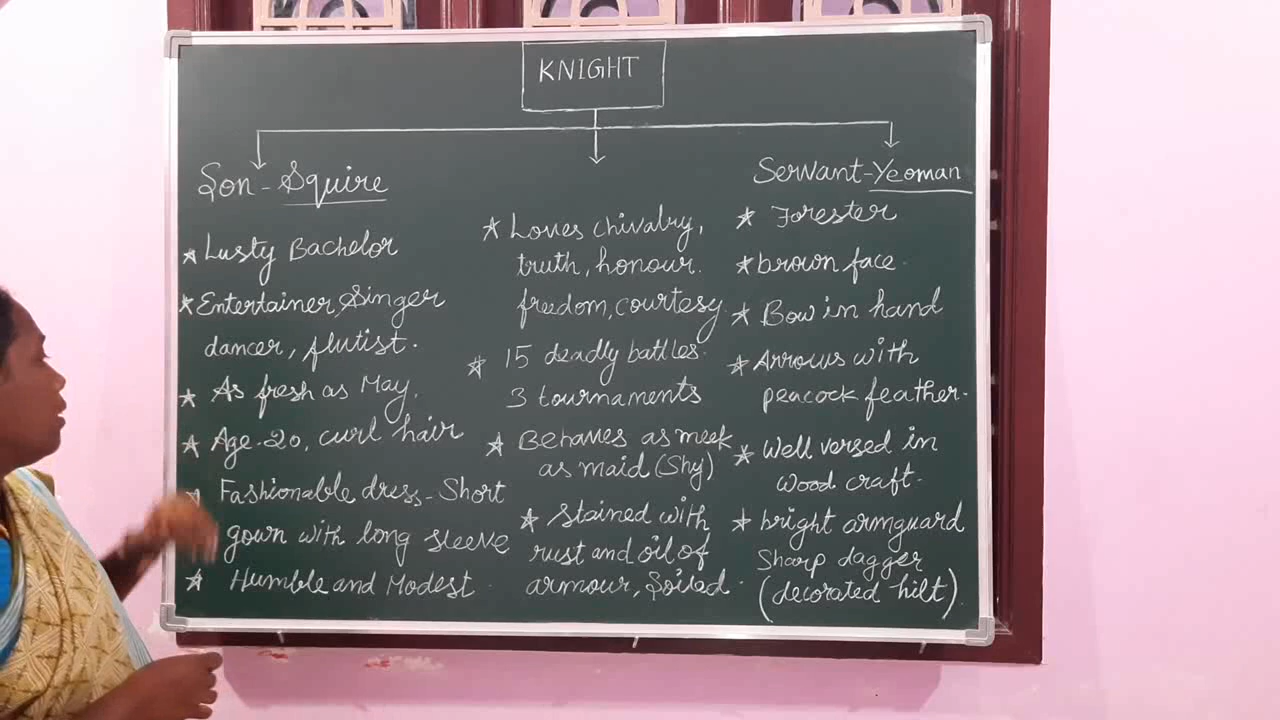 KNIGHT
Son - Squire
★ Lusty Bachelor
★ Entertainer, Singer
dancer, flutist.
★ As fresh as May.
★ Age - 20, curl hair
★ Fashionable dress - Short
gown with long sleeve
★ Humble and Modest.
★ Loves chivalry,
truth, honour.
freedom, courtesy
★ 15 deadly battles.
3 tournaments
★ Behaves as meek
as maid (Shy)
★ Stained with
rust and oil of
armour, Soiled.
Servant - Yeoman
★ Forester
★ brown face.
★ Bow in hand
★ Arrows with
peacock feather.
★ Well versed in
Wood craft.
★ bright armguard
Sharp dagger
(decorated hilt)